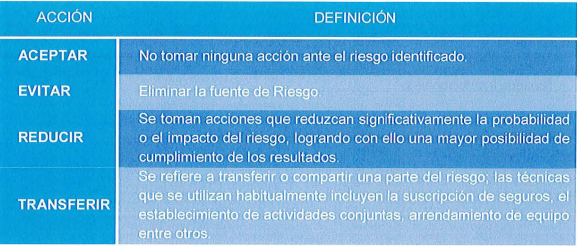 ACCIÓN DEFINICIÓN
ACEPTAR No tomar ninguna acción ante el riesgo identificado.
EVITAR Eliminar la fuente de Riesgo.
Se toman acciones que reduzcan significativamente la probabilidad
REDUCIR o el impacto del riesgo, logrando con ello una mayor posibilidad de
cumplimiento de los resultados.
Se refiere a transferir o compartir una parte del riesgo; las técnicas
que se utilizan habitualmente incluyen la suscripción de seguros, el
TRANSFERIR establecimiento de actividades conjuntas, arrendamiento de equipo
entre otros.